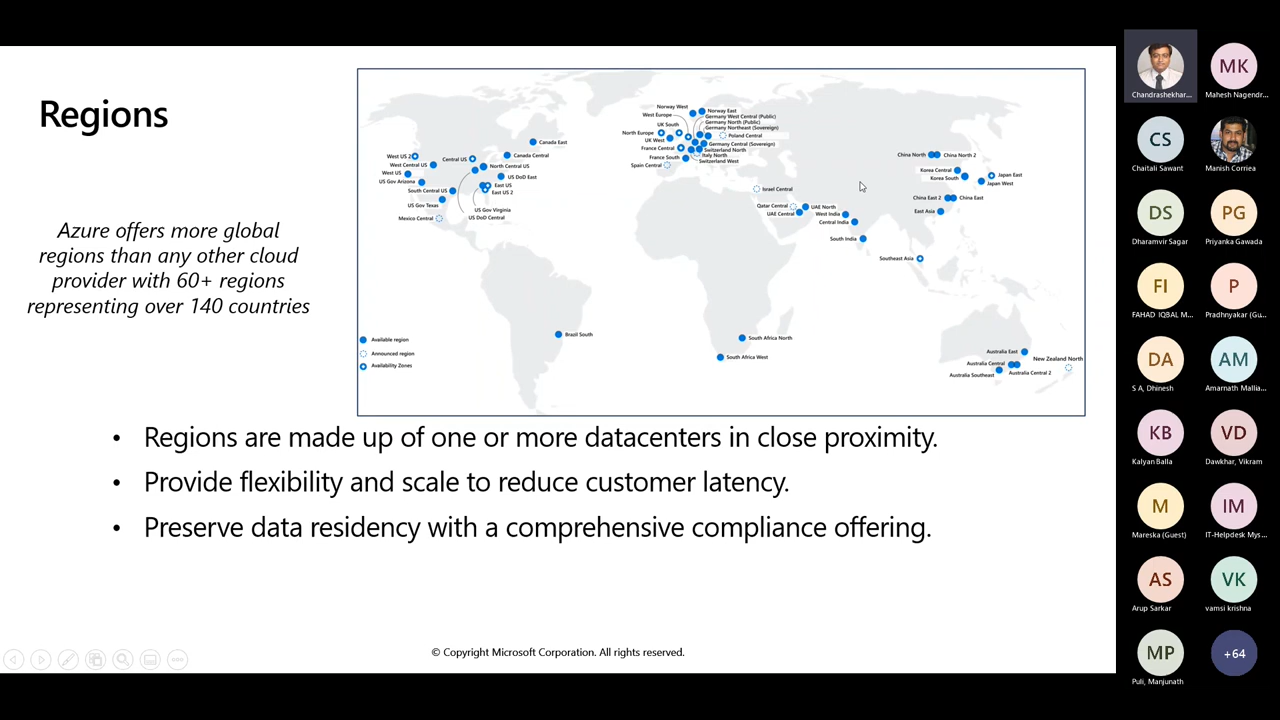 Regions
Azure offers more global
regions than any other cloud
provider with 60+ regions
representing over 140 countries
Norway West
Norway East
West Europe
Germany West Central (Public)
UK South
Germany North (Public)
Germany Northeast (Sovereign)
North Europe
Poland Central
UK West
Germany Central (Sovereign)
France Central
Switzerland North
Italy North
France South
Switzerland West
Spain Central
Canada East
Canada Central
West US 2
Central US
West Central US
North Central US
West US
US DoD East
US Gov Arizona
East US
South Central US
East US 2
US Gov Texas
US Gov Virginia
US DoD Central
Mexico Central
Israel Central
Qatar Central
UAE North
UAE Central
West India
Central India
South India
China North
China North 2
Korea Central
Korea South
Japan East
Japan West
China East 2
China East
East Asia
Southeast Asia
Brazil South
South Africa North
South Africa West
Australia East
New Zealand North
Australia Central
Australia Central 2
Australia Southeast
Available region
Announced region
Availability Zones
• Regions are made up of one or more datacenters in close proximity.
• Provide flexibility and scale to reduce customer latency.
• Preserve data residency with a comprehensive compliance offering.
© Copyright Microsoft Corporation. All rights reserved.
Chandrashekhar...
MK
Mahesh Nagendr...
CS
Chaitali Sawant
Manish Corriea
DS
Dharamvir Sagar
PG
Priyanka Gawada
FI
FAHAD IQBAL M...
P
Pradhnyakar (Gu...
DA
S A, Dhinesh
AM
Amarnath Mallia...
KB
Kalyan Balla
VD
Dawkhar, Vikram
M
Mareska (Guest)
IM
IT-Helpdesk Mys...
AS
Arup Sarkar
VK
vamsi krishna
MP
Puli, Manjunath
+64